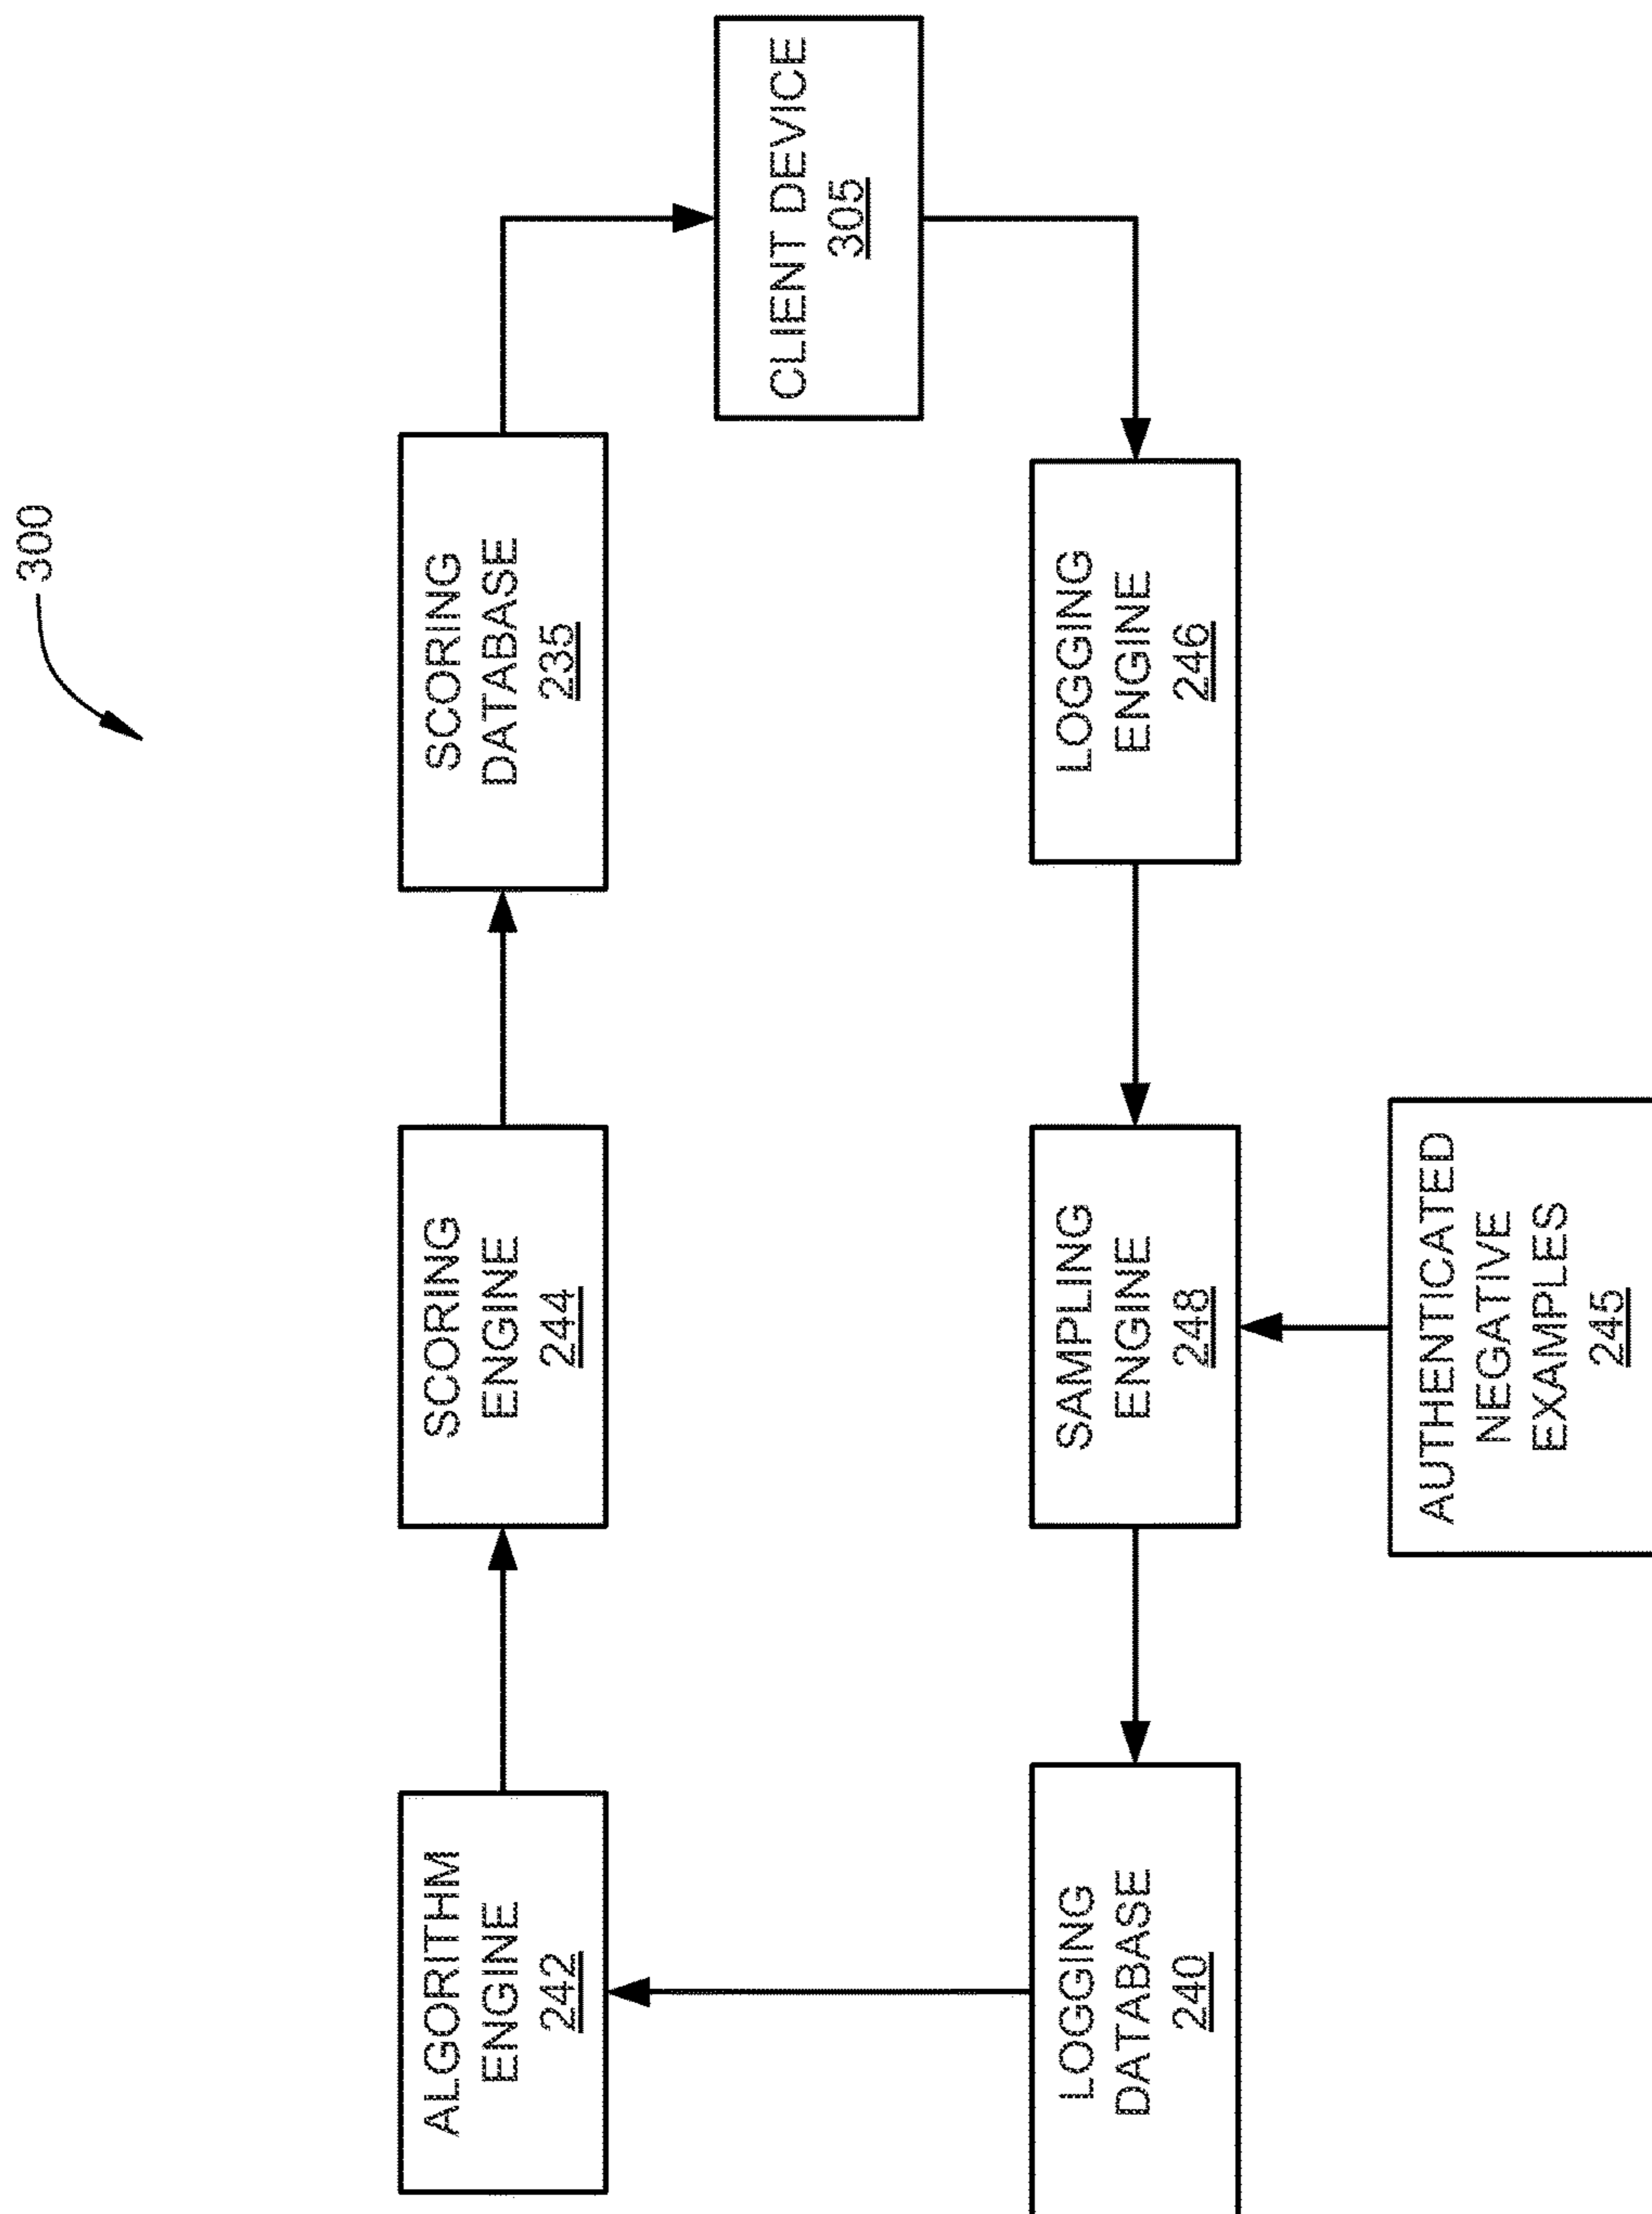 300
ALGORITHM
ENGINE
242
SCORING
ENGINE
244
SCORING
DATABASE
235
CLIENT DEVICE
305
LOGGING
DATABASE
240
SAMPLING
ENGINE
248
LOGGING
ENGINE
246
AUTHENTICATED
NEGATIVE
EXAMPLES
245